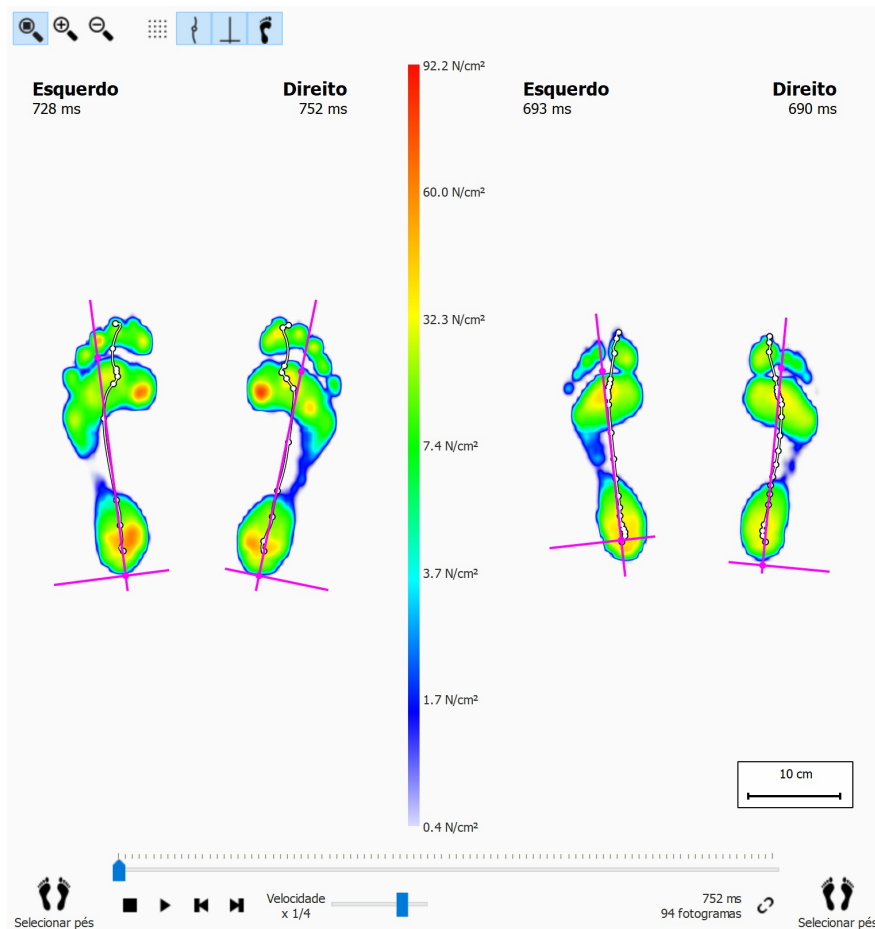 Esquerdo
728 ms
Direito
752 ms
92.2 N/cm²
60.0 N/cm²
32.3 N/cm²
7.4 N/cm²
3.7 N/cm²
1.7 N/cm²
0.4 N/cm²
Esquerdo
693 ms
Direito
690 ms
10 cm
Selecionar pés
Velocidade
x 1/4
752 ms
94 fotogramas
Selecionar pés